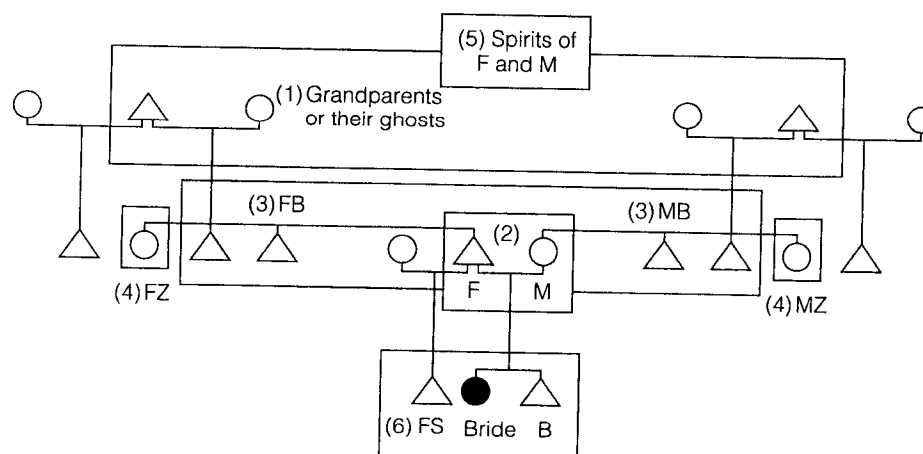 (5) Spirits of
F and M
(1) Grandparents
or their ghosts
(3) FB
(2)
(3) MB
(4) FZ
F
M
(4) MZ
(6) FS
Bride
B